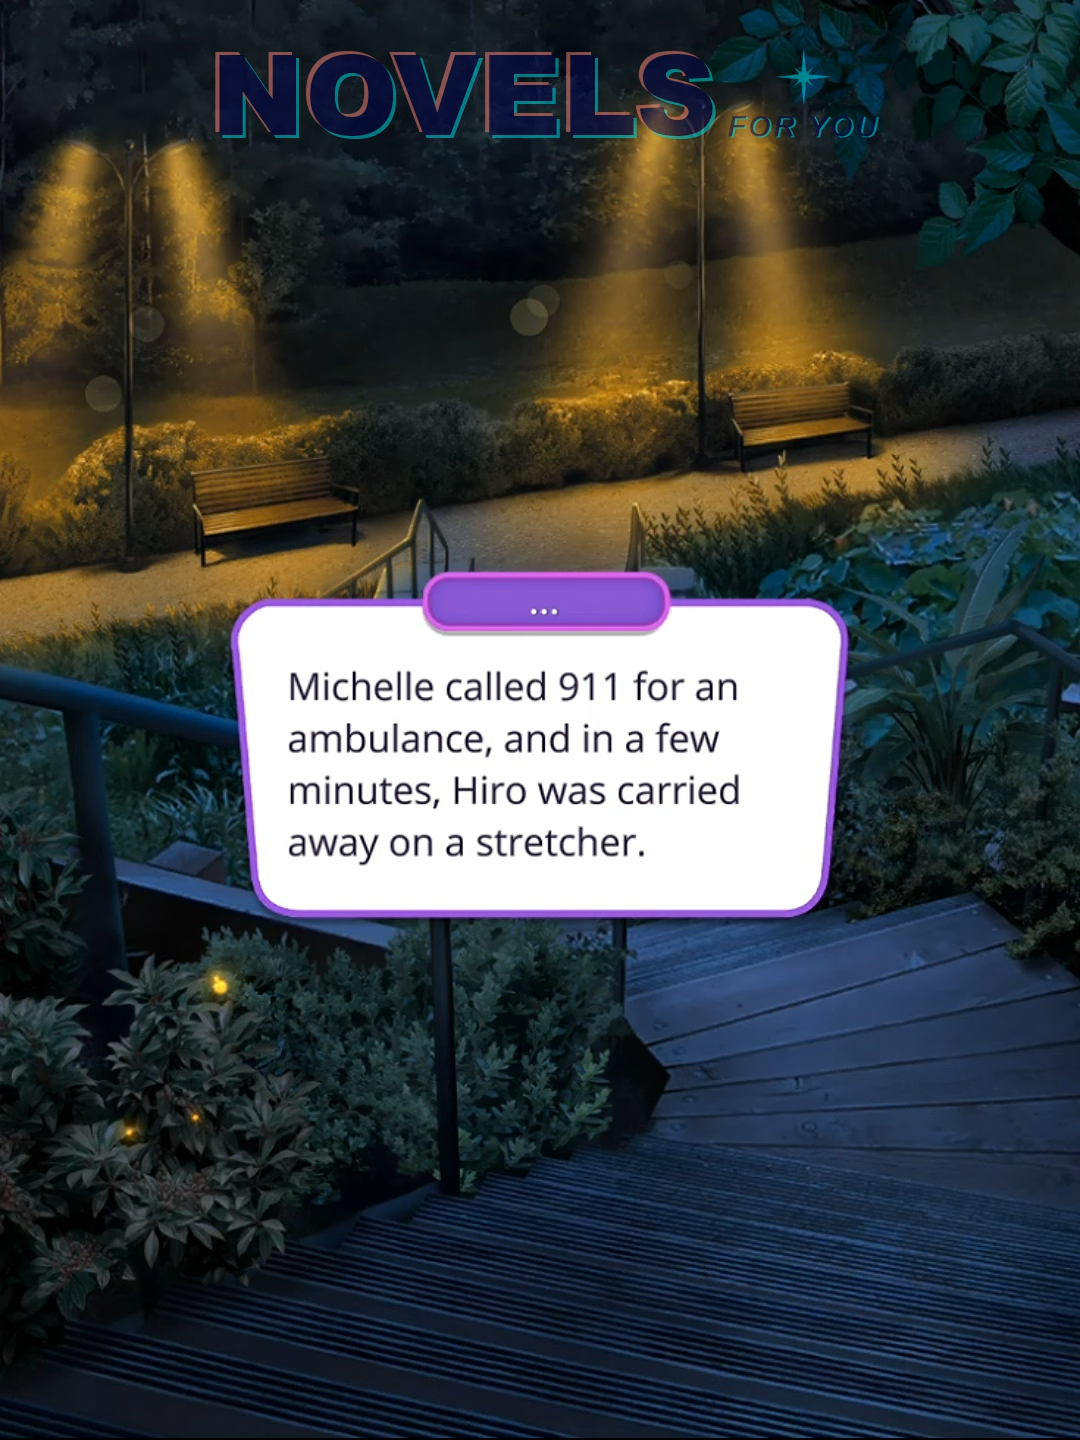 NOVELS
FOR YOU
...
Michelle called 911 for an
ambulance, and in a few
minutes, Hiro was carried
away on a stretcher.